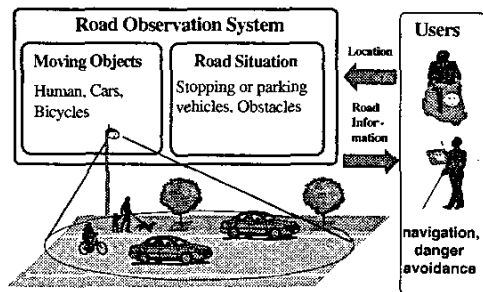 Road Observation System
Moving Objects
Human, Cars,
Bicycles
Road Situation
Stopping or parking
vehicles, Obstacles
Location
Road
Infor-
mation
Users
navigation,
danger
avoidance